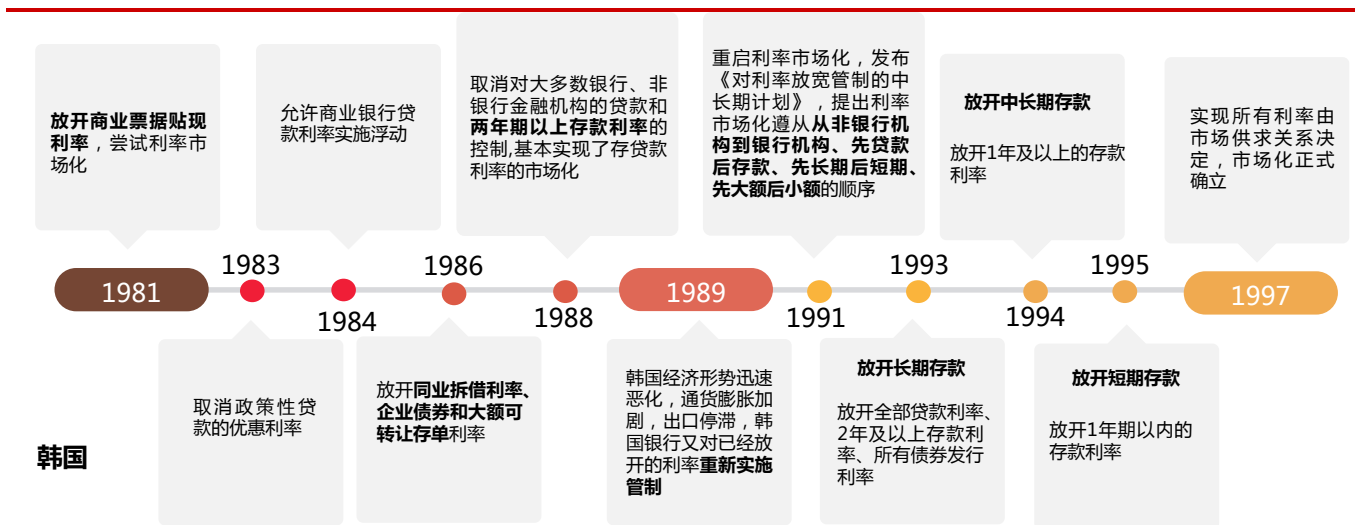 放开商业票据贴现
利率，尝试利率市
场化
允许商业银行贷
款利率实施浮动
取消对大多数银行、非
银行金融机构的贷款和
两年期以上存款利率的
控制,基本实现了存贷款
利率的市场化
重启利率市场化，发布
《对利率放宽管制的中
长期计划》，提出利率
市场化遵从从非银行机
构到银行机构、先贷款
后存款、先长期后短期、
先大额后小额的顺序
放开中长期存款
放开1年及以上的存款
利率
实现所有利率由
市场供求关系决
定，市场化正式
确立
1981
1983
1984
1986
1988
1989
1991
1993
1994
1995
1997
取消政策性贷
款的优惠利率
放开同业拆借利率、
企业债券和大额可
转让存单利率
韩国经济形势迅速
恶化，通货膨胀加
剧，出口停滞，韩
国银行又对已经放
开的利率重新实施
管制
放开长期存款
放开全部贷款利率、
2年及以上存款利
率、所有债券发行
利率
放开短期存款
放开1年期以内的
存款利率
韩国